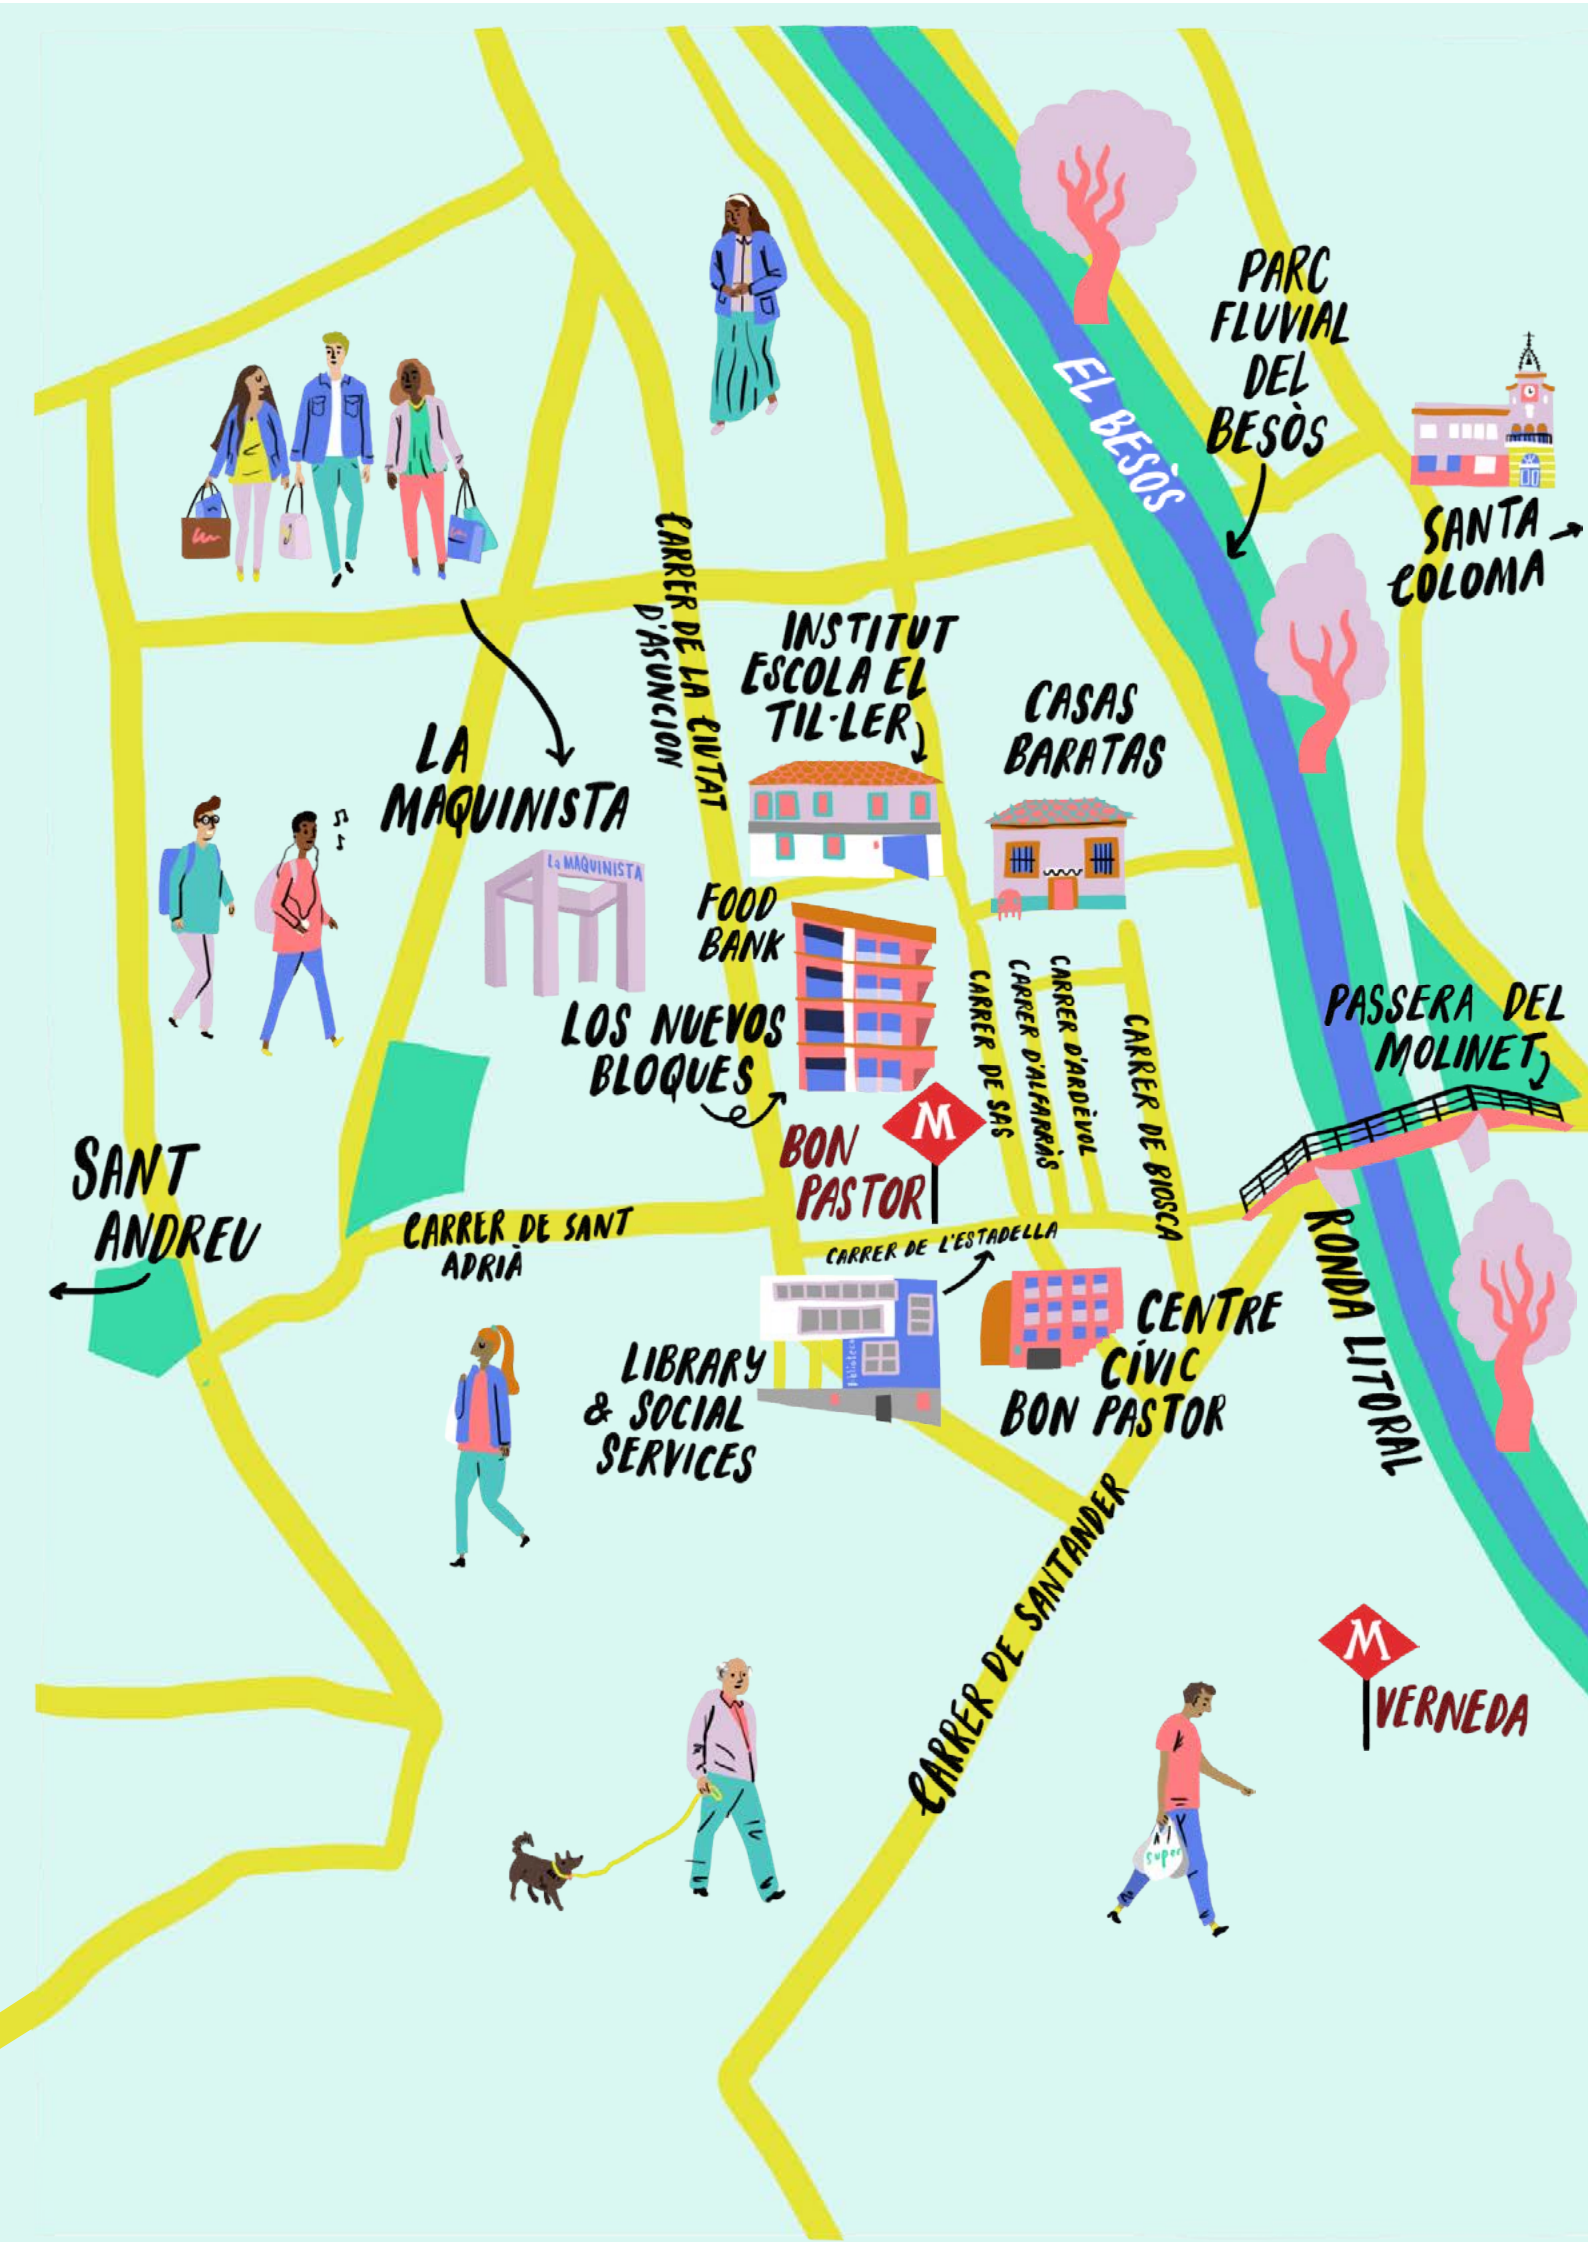 PARC
FLUVIAL
DEL
BESÒS
EL BESÒS
SANTA
COLOMA
CARRER DE LA CIUTAT
D'ASUNCION
INSTITUT
ESCOLA EL
TIL·LER
CASAS
BARATAS
LA
MAQUINISTA
La MAQUINISTA
FOOD
BANK
LOS NUEVOS
BLOQUES
CARRER DE SAS
CARRER D'ALFARRÀS
CARRER D'ARDÈVOL
CARRER DE BIOSCA
PASSERA DEL
MOLINET
M
BON
PASTOR
SANT
ANDREU
CARRER DE SANT
ADRIÀ
CARRER DE L'ESTADELLA
RONDA LITORAL
LIBRARY
& SOCIAL
SERVICES
Biblioteca
CENTRE
CÍVIC
BON PASTOR
CARRER DE SANTANDER
M
VERNEDA
super